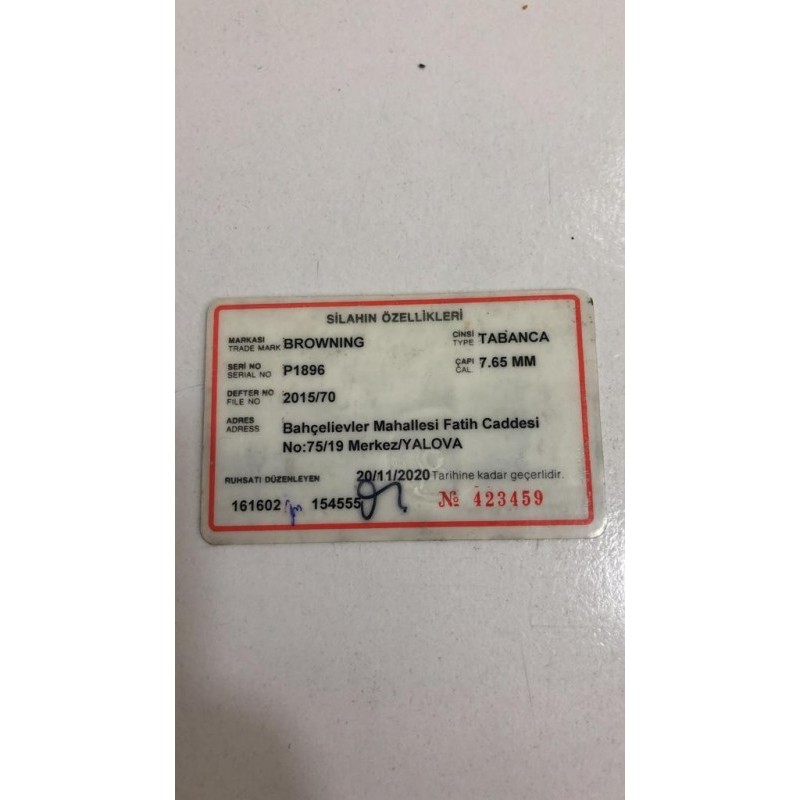 SİLAHIN ÖZELLİKLERİ
MARKASI
TRADE MARK BROWNING
CİNSİ
TYPE TABANCA
SERİ NO
SERIAL NO P1896
ÇAPI
CAL. 7.65 MM
DEFTER NO
FILE NO 2015/70
ADRES
ADRESS Bahçelievler Mahallesi Fatih Caddesi
No:75/19 Merkez/YALOVA
RUHSATI DÜZENLEYEN 20/11/2020 Tarihine kadar geçerlidir.
161602 154555 № 423459